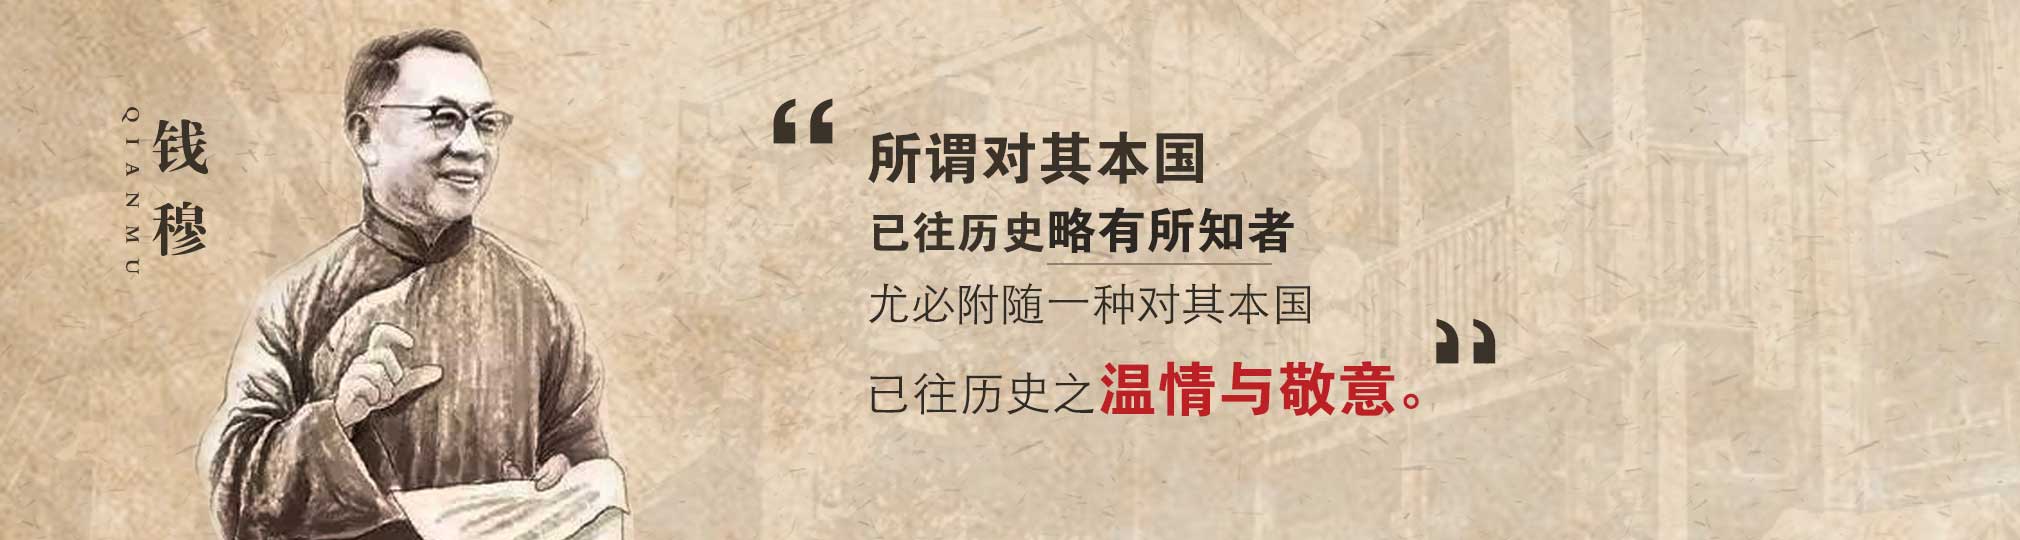 钱穆
QIANMU
“所谓对其本国
已往历史略有所知者
尤必附随一种对其本国
已往历史之温情与敬意。”